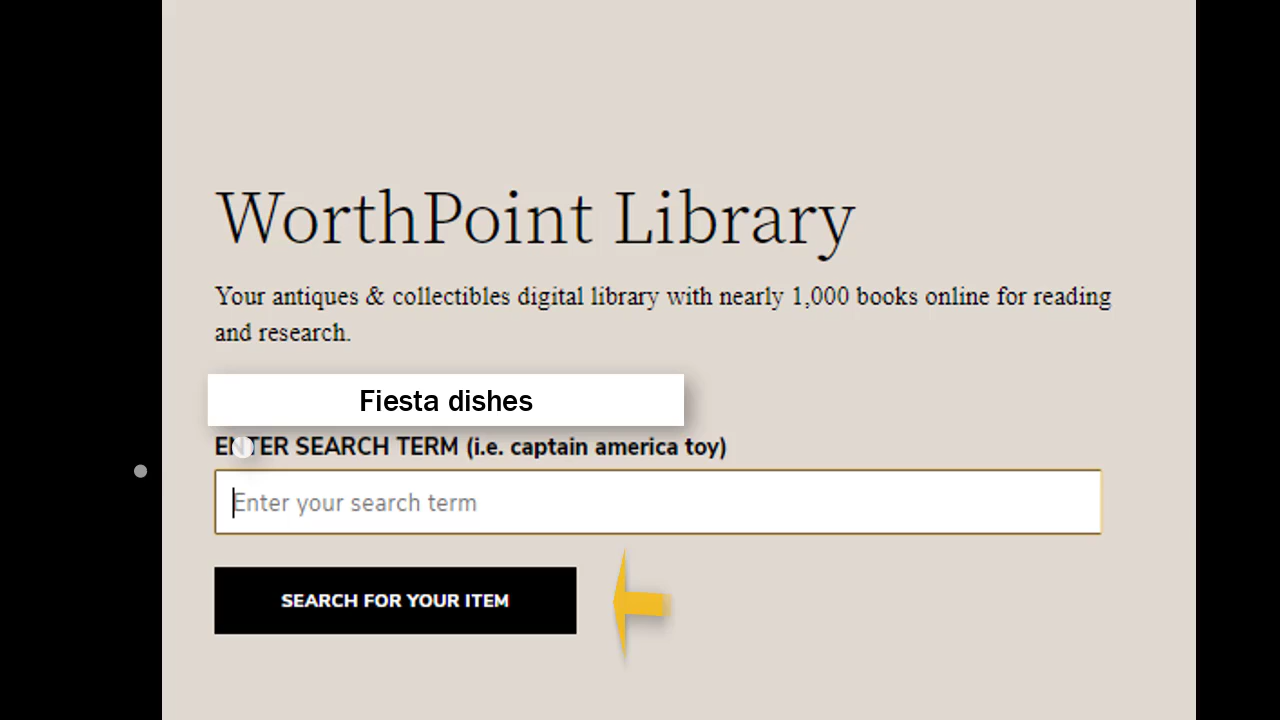 WorthPoint Library
Your antiques & collectibles digital library with nearly 1,000 books online for reading
and research.
Fiesta dishes
ENTER SEARCH TERM (i.e. captain america toy)
Enter your search term
SEARCH FOR YOUR ITEM